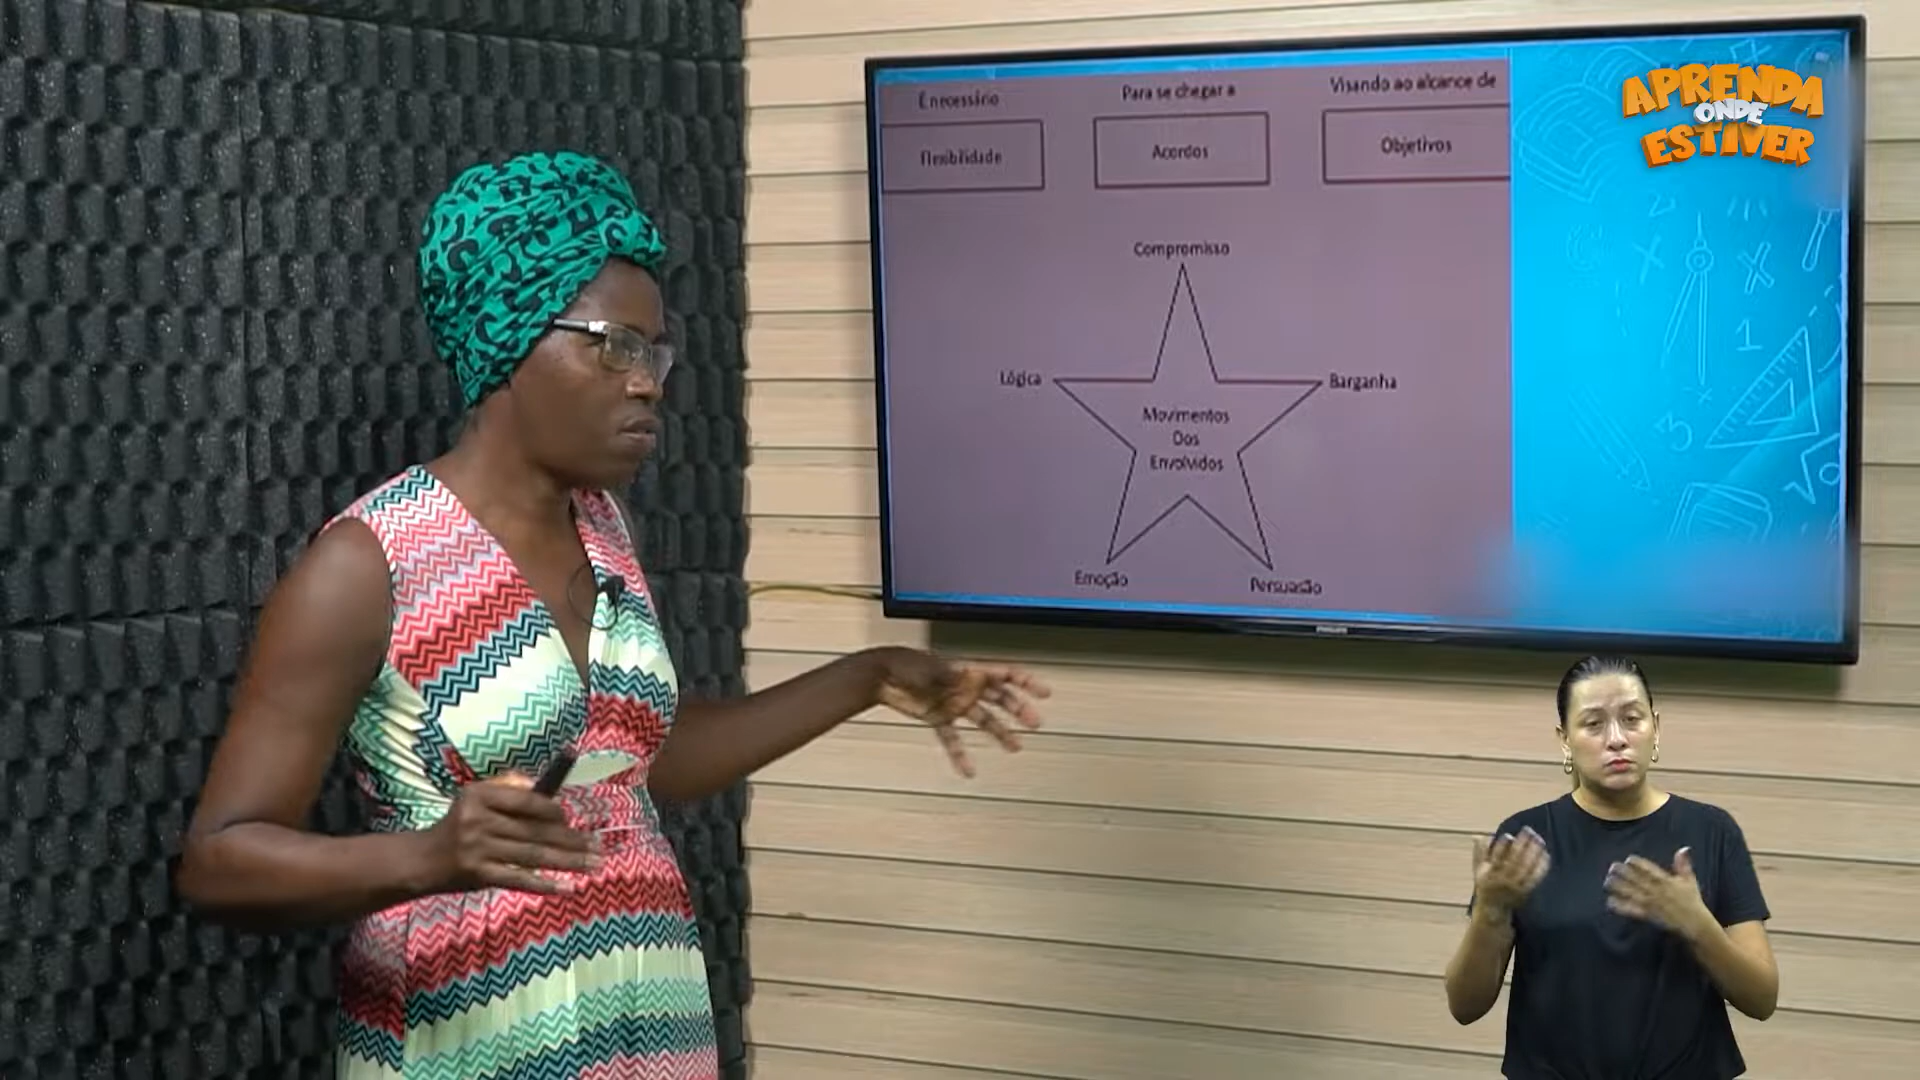 É necessário
Para se chegar a
Visando ao alcance de
Flexibilidade
Acordos
Objetivos
Compromisso
Lógica
Barganha
Movimentos
Dos
Envolvidos
Emoção
Persuasão
APRENDA
ONDE
ESTIVER
PHILIPS